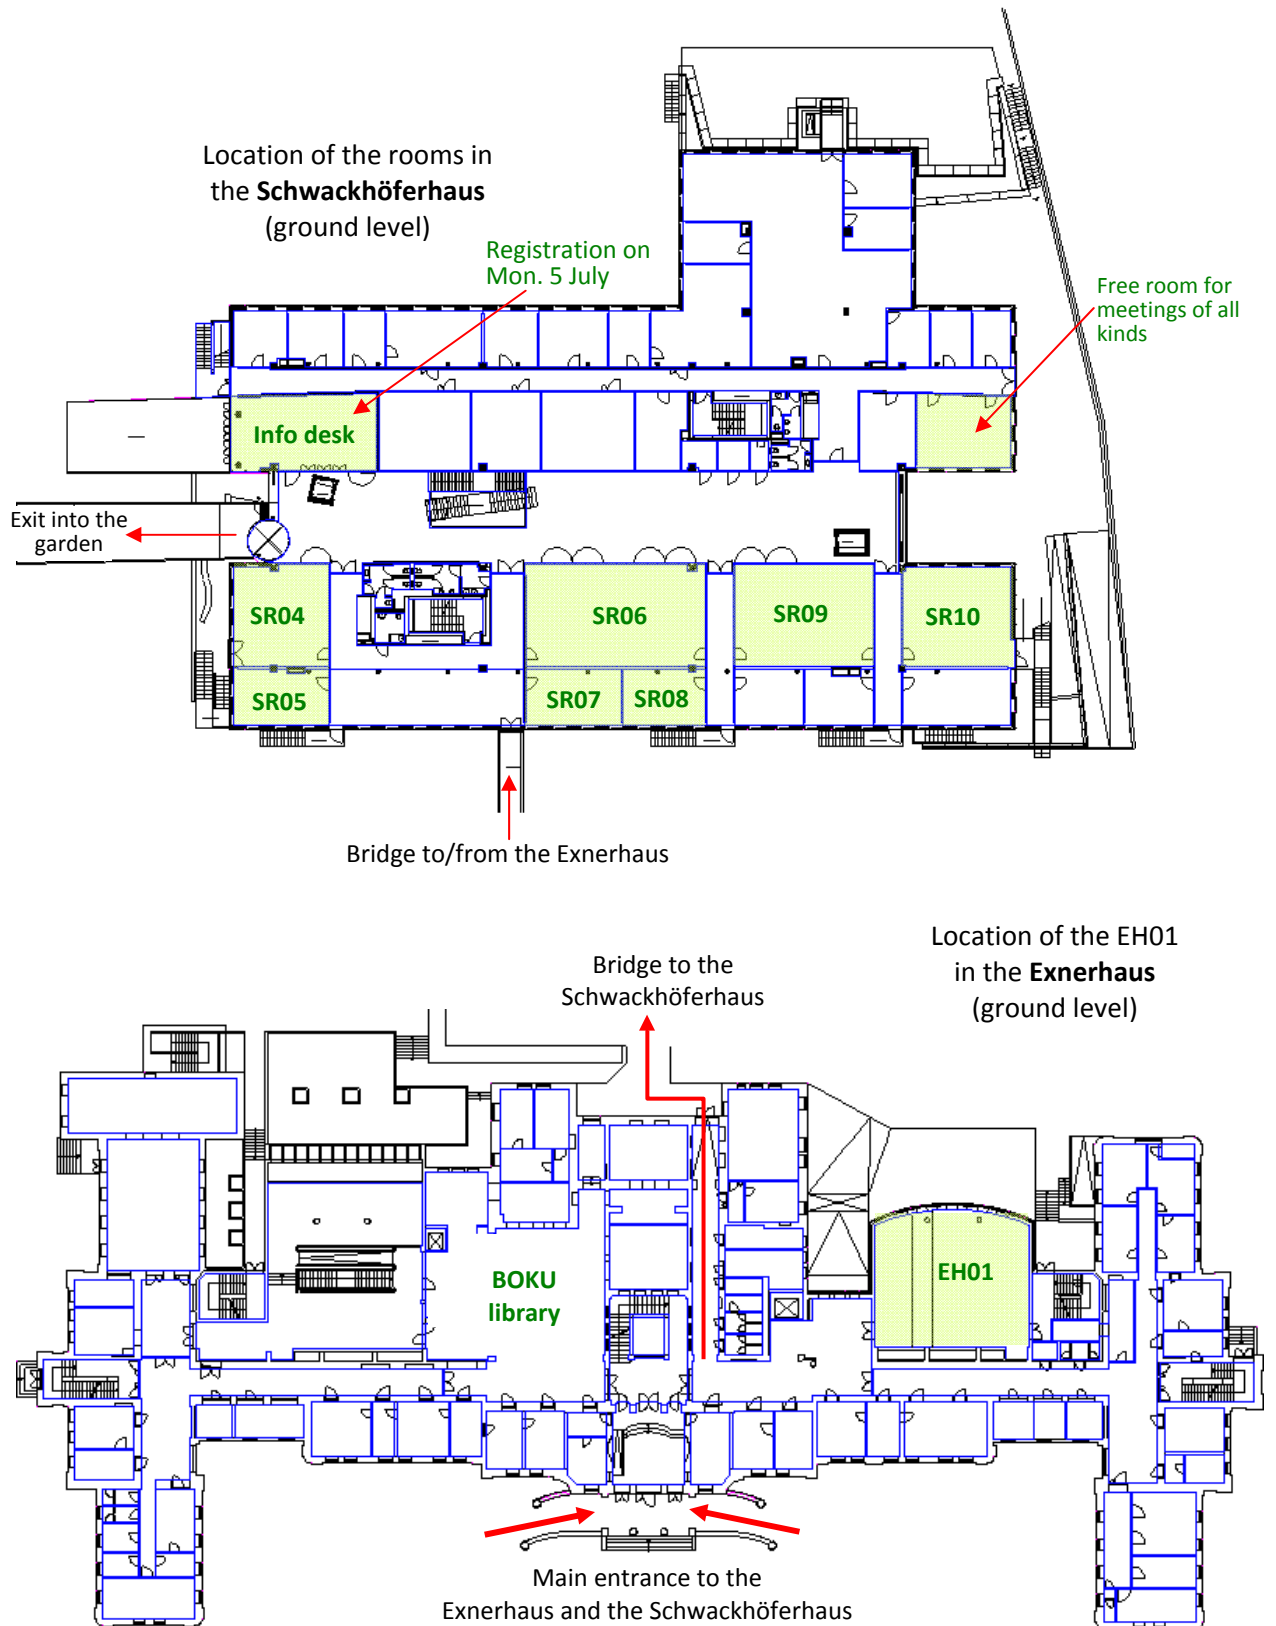 Location of the rooms in
the Schwackhöferhaus
(ground level)
Registration on
Mon. 5 July
Free room for
meetings of all
kinds
Info desk
Exit into the
garden
SR04
SR06
SR09
SR10
SR05
SR07
SR08
Bridge to/from the Exnerhaus
Location of the EH01
in the Exnerhaus
(ground level)
Bridge to the
Schwackhöferhaus
BOKU
library
EH01
Main entrance to the
Exnerhaus and the Schwackhöferhaus